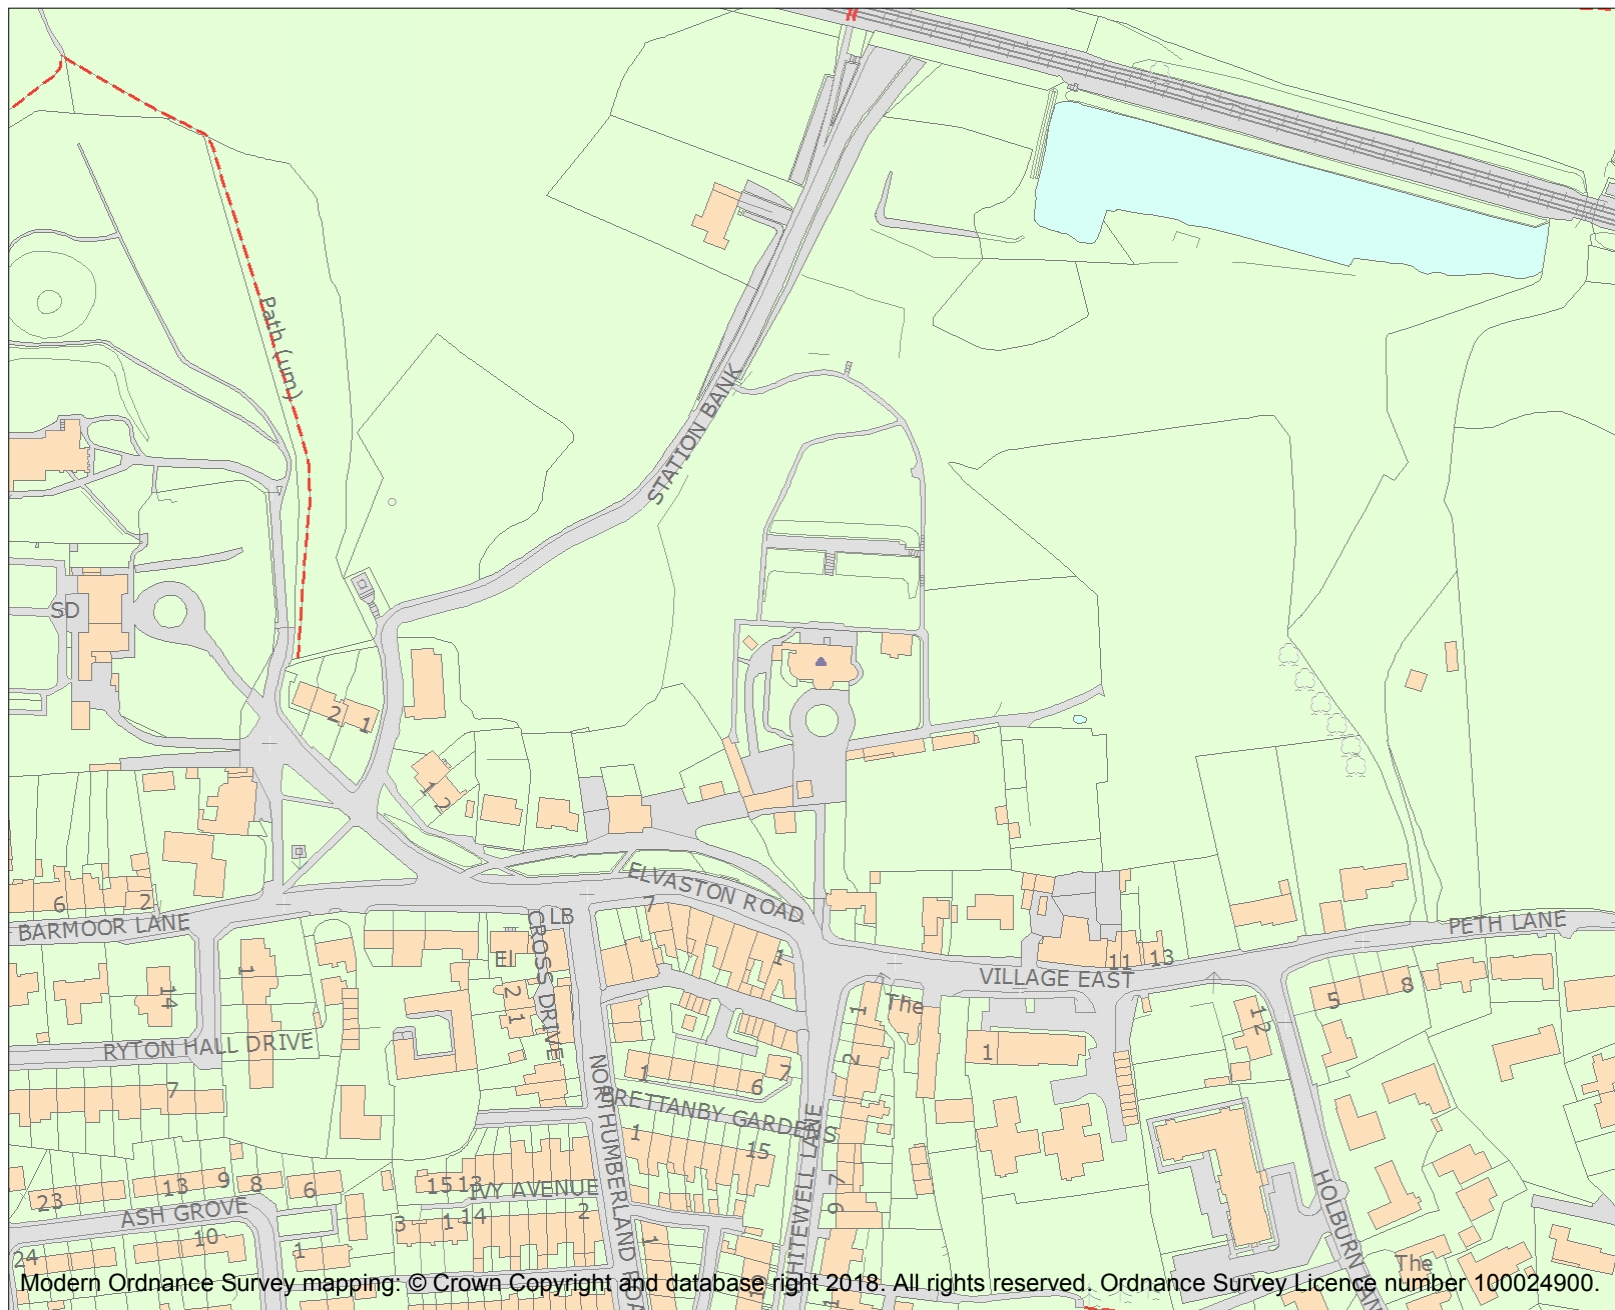 Path (um)
STATION BANK
SD
2
1
1 2
ELVASTON ROAD
7
6
2
BARMOOR LANE
LB
CROSS DRIVE
El
2
1
1
14
RYTON HALL DRIVE
7
1
PETH LANE
VILLAGE EAST
11
13
The
1
2
1
5
8
12
NORTHUMBERLAND ROA
1
6
7
BRETTANBY GARDENS
1
15
WHITEWELL LANE
7
9
HOLBURN
The
23
13
9
8
6
15 13
IVY AVENUE
ASH GROVE
10
3
1 14
2
1
24
1
Modern Ordnance Survey mapping: © Crown Copyright and database right 2018. All rights reserved. Ordnance Survey Licence number 100024900.